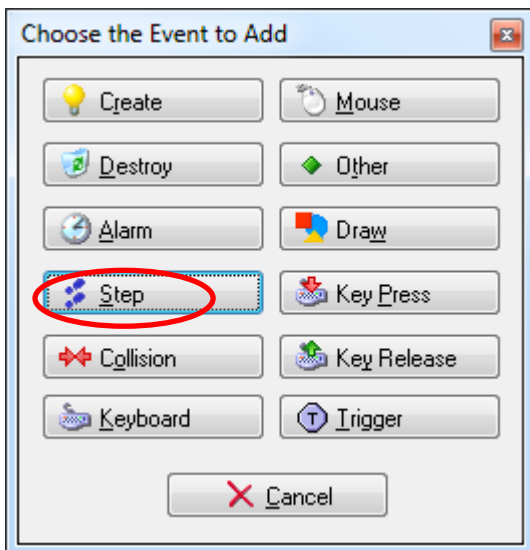 Choose the Event to Add
Create
Mouse
Destroy
Other
Alarm
Draw
Step
Key Press
Collision
Key Release
Keyboard
T
Trigger
Cancel